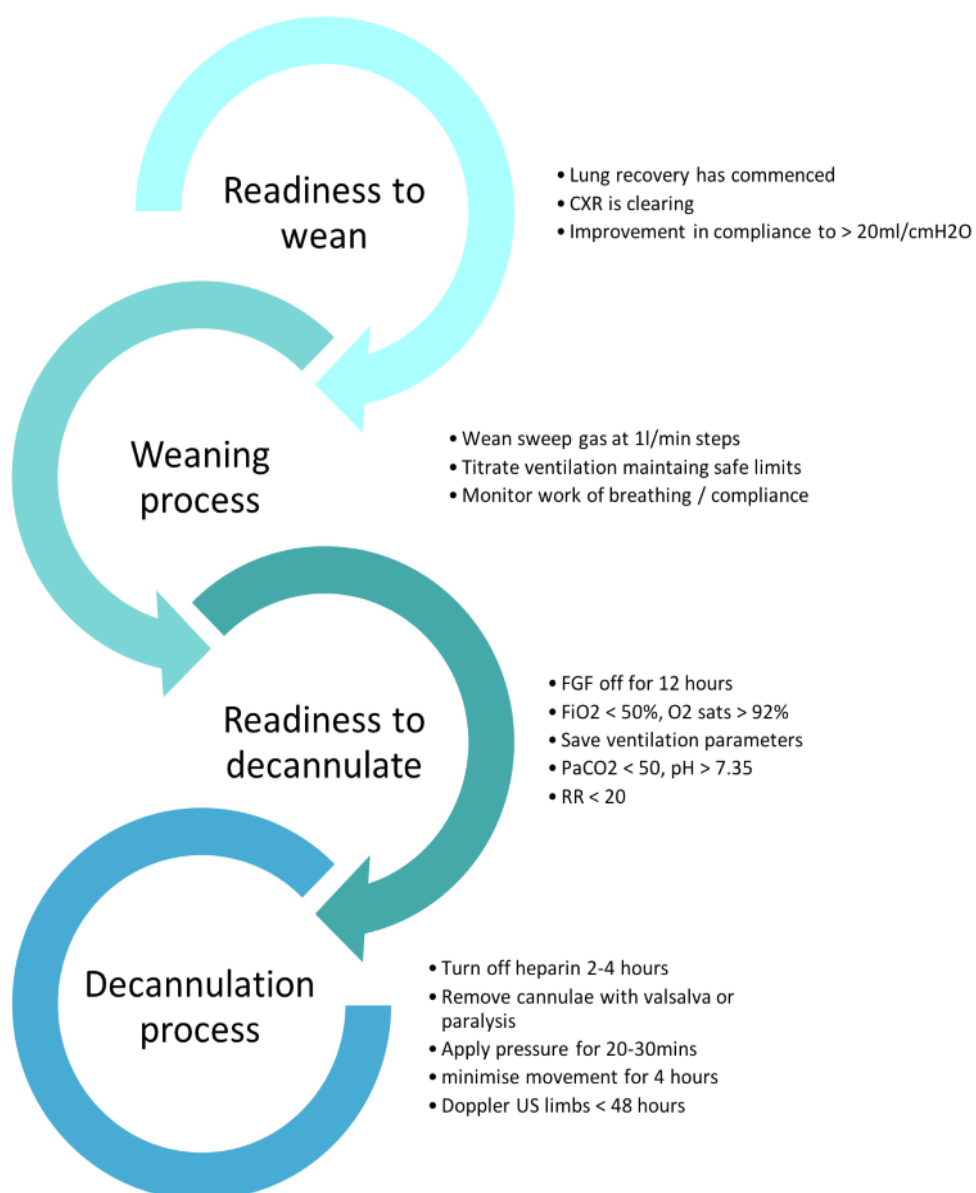 Readiness to
wean
• Lung recovery has commenced
• CXR is clearing
• Improvement in compliance to > 20ml/cmH2O
Weaning
process
• Wean sweep gas at 1l/min steps
• Titrate ventilation maintaing safe limits
• Monitor work of breathing / compliance
Readiness to
decannulate
• FGF off for 12 hours
• FiO2 < 50%, O2 sats > 92%
• Save ventilation parameters
• PaCO2 < 50, pH > 7.35
• RR < 20
Decannulation
process
• Turn off heparin 2-4 hours
• Remove cannulae with valsalva or
paralysis
• Apply pressure for 20-30mins
• minimise movement for 4 hours
• Doppler US limbs < 48 hours